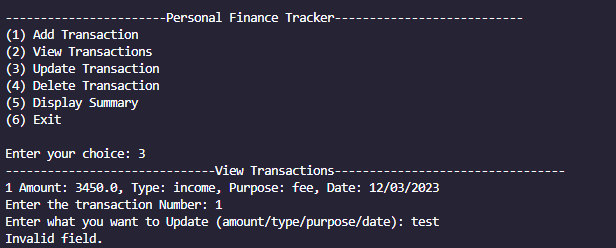 -----------------------Personal Finance Tracker---------------------------
(1) Add Transaction
(2) View Transactions
(3) Update Transaction
(4) Delete Transaction
(5) Display Summary
(6) Exit
Enter your choice: 3
------------------------------View Transactions---------------------------------
1 Amount: 3450.0, Type: income, Purpose: fee, Date: 12/03/2023
Enter the transaction Number: 1
Enter what you want to Update (amount/type/purpose/date): test
Invalid field.